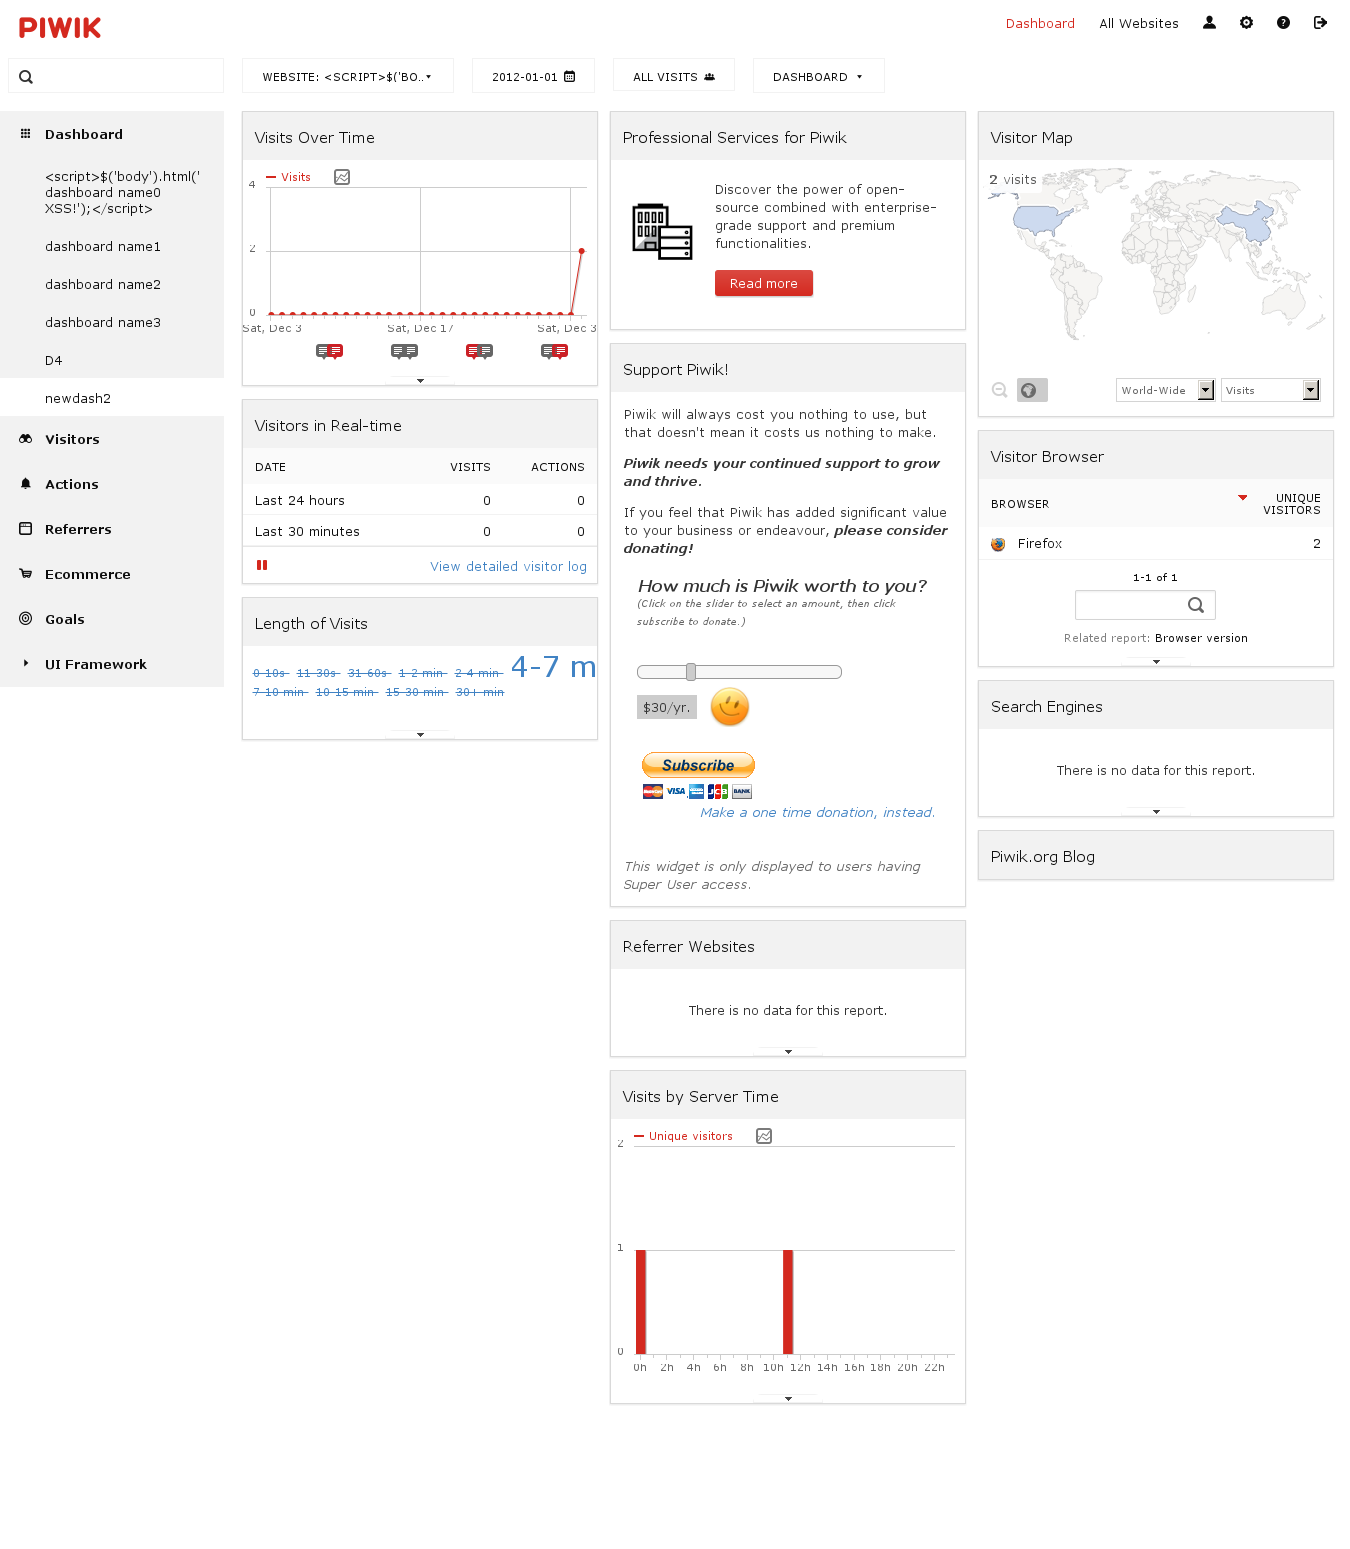 PIWIK
Dashboard
All Websites
WEBSITE: <SCRIPT>$('BO..
2012-01-01
ALL VISITS
DASHBOARD
Dashboard
<script>$('body').html('
dashboard name0
XSS!');</script>
dashboard name1
dashboard name2
dashboard name3
D4
newdash2
Visitors
Actions
Referrers
Ecommerce
Goals
UI Framework
Visits Over Time
Visits
4
2
0
Sat, Dec 3
Sat, Dec 17
Sat, Dec 3
Visitors in Real-time
DATE VISITS ACTIONS
Last 24 hours 0 0
Last 30 minutes 0 0
View detailed visitor log
Length of Visits
0-10s 11-30s 31-60s 1-2 min 2-4 min 4-7 m
7-10 min 10-15 min 15-30 min 30+ min
Professional Services for Piwik
Discover the power of open-
source combined with enterprise-
grade support and premium
functionalities.
Read more
Support Piwik!
Piwik will always cost you nothing to use, but
that doesn't mean it costs us nothing to make.
Piwik needs your continued support to grow
and thrive.
If you feel that Piwik has added significant value
to your business or endeavour, please consider
donating!
How much is Piwik worth to you?
(Click on the slider to select an amount, then click
subscribe to donate.)
$30/yr.
Subscribe
VISA
JCB
BANK
Make a one time donation, instead.
This widget is only displayed to users having
Super User access.
Referrer Websites
There is no data for this report.
Visits by Server Time
Unique visitors
2
1
0
0h 2h 4h 6h 8h 10h 12h 14h 16h 18h 20h 22h
Visitor Map
2 visits
World-Wide
Visits
Visitor Browser
BROWSER
UNIQUE
VISITORS
Firefox 2
1-1 of 1
Related report: Browser version
Search Engines
There is no data for this report.
Piwik.org Blog